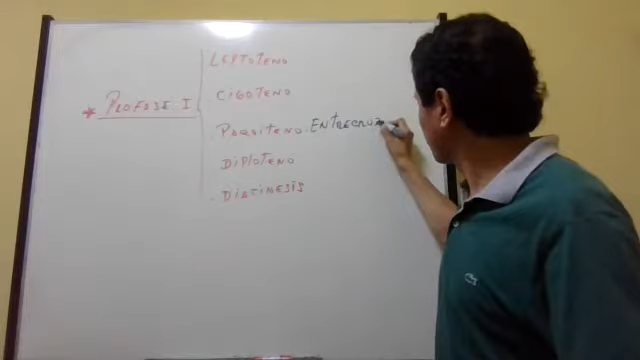 LEPTOTENO
CIGOTENO
* PROFASE I
PAQUITENO. ENTRECRUZ
DIPLOTENO
DIACINESIS